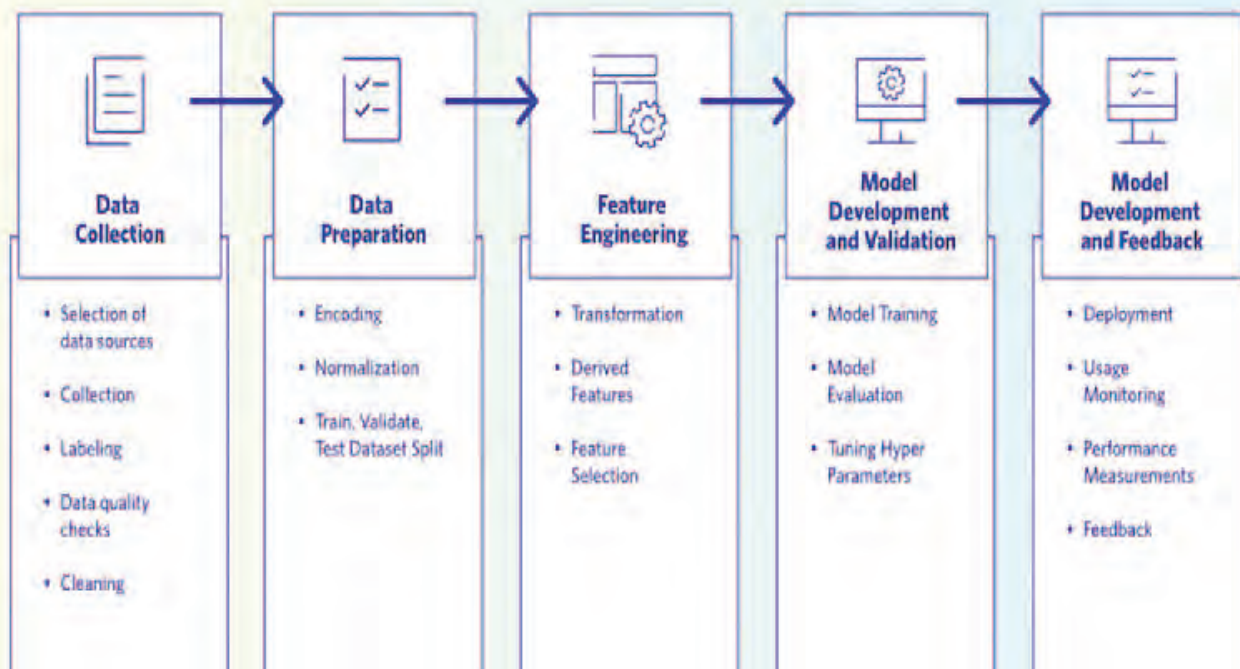 Data
Collection
Data
Preparation
Feature
Engineering
Model
Development
and Validation
Model
Development
and Feedback
• Selection of
data sources
• Collection
• Labeling
• Data quality
checks
• Cleaning
• Encoding
• Normalization
• Train, Validate,
Test Dataset Split
• Transformation
• Derived
Features
• Feature
Selection
• Model Training
• Model
Evaluation
• Tuning Hyper
Parameters
• Deployment
• Usage
Monitoring
• Performance
Measurements
• Feedback